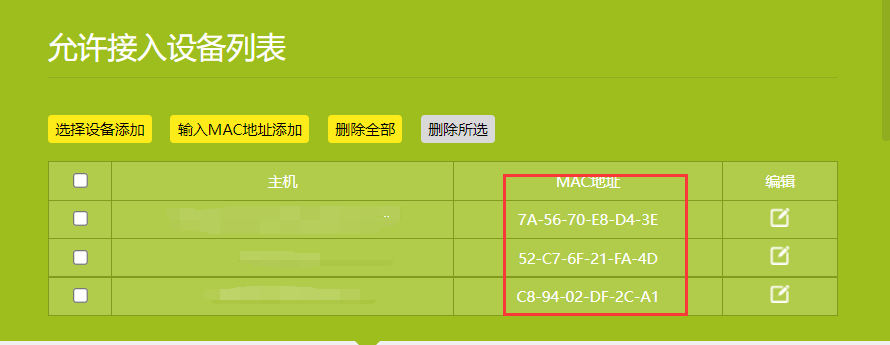 允许接入设备列表
选择设备添加 输入MAC地址添加 删除全部 删除所选
主机 MAC地址 编辑
7A-56-70-E8-D4-3E
52-C7-6F-21-FA-4D
C8-94-02-DF-2C-A1